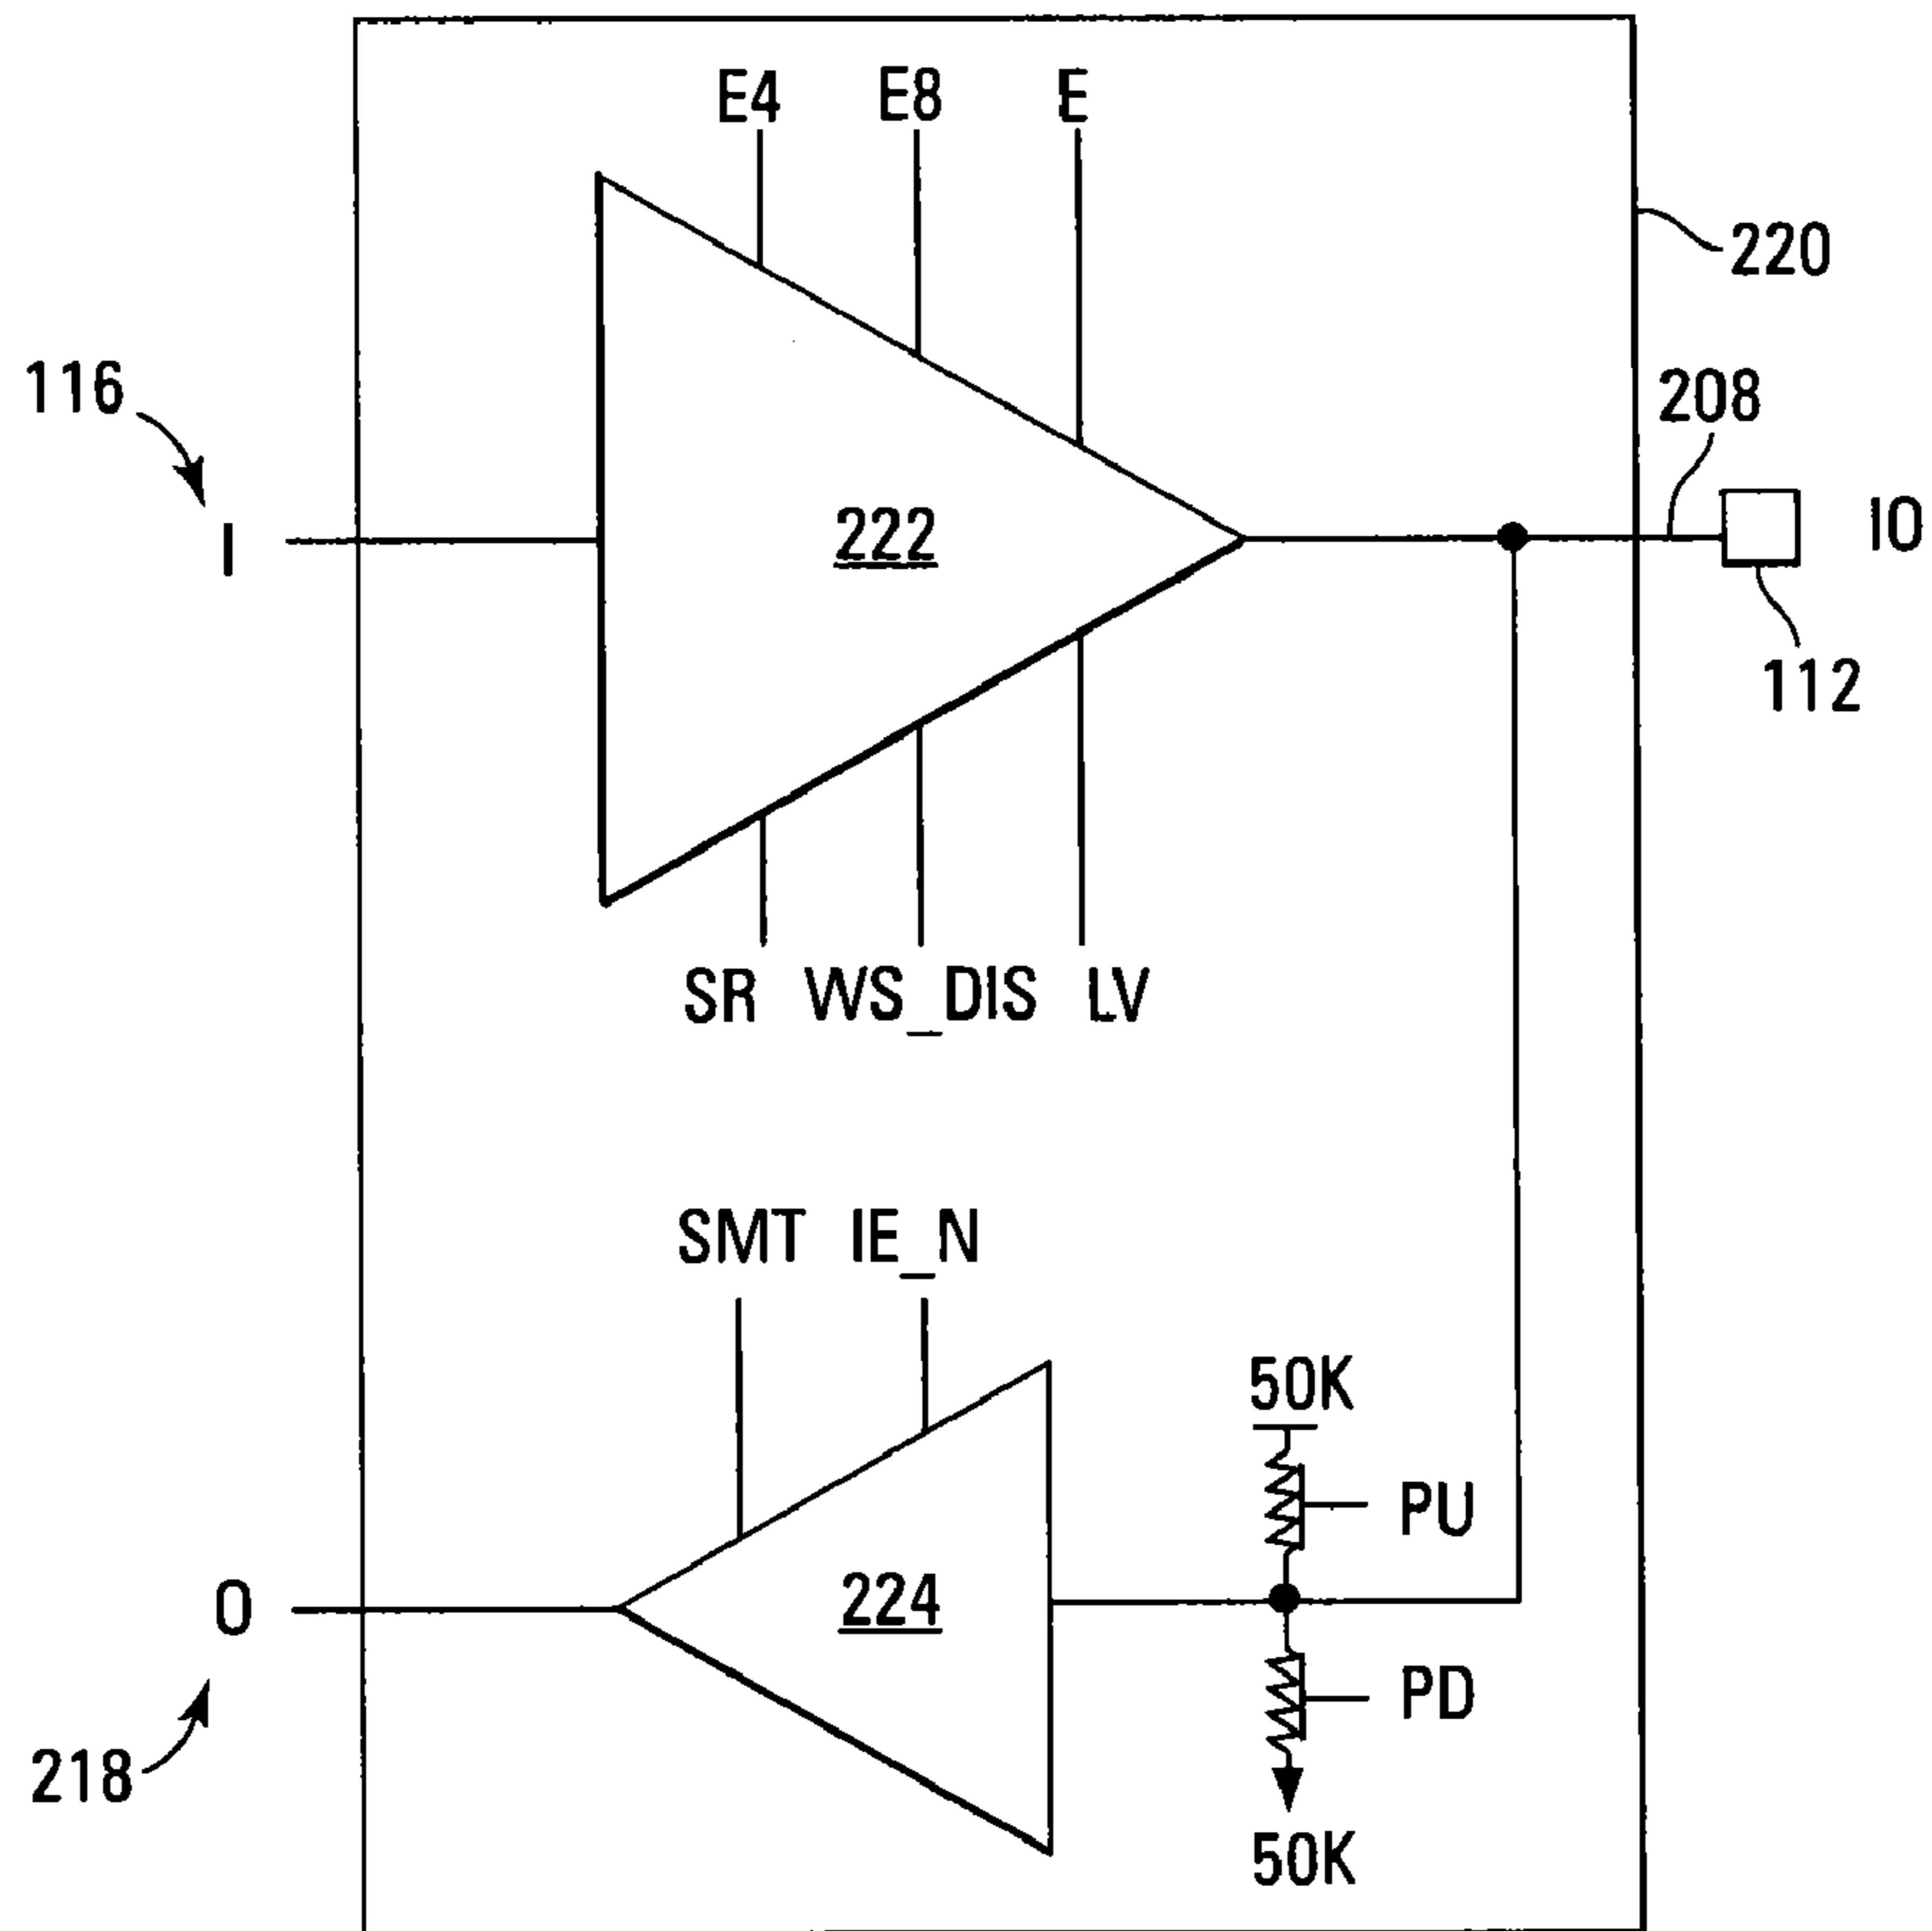 E4 E8 E
220
116
208
I
222
IO
112
SR WS_DIS LV
SMT IE_N
50K
PU
O
224
PD
218
50K